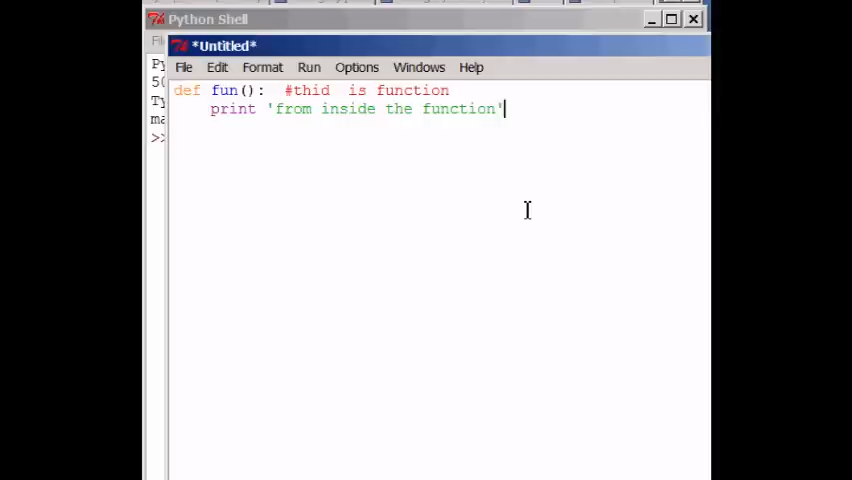 Python Shell
*Untitled*
File Edit Format Run Options Windows Help
def fun():  #thid  is function
    print 'from inside the function'
>>